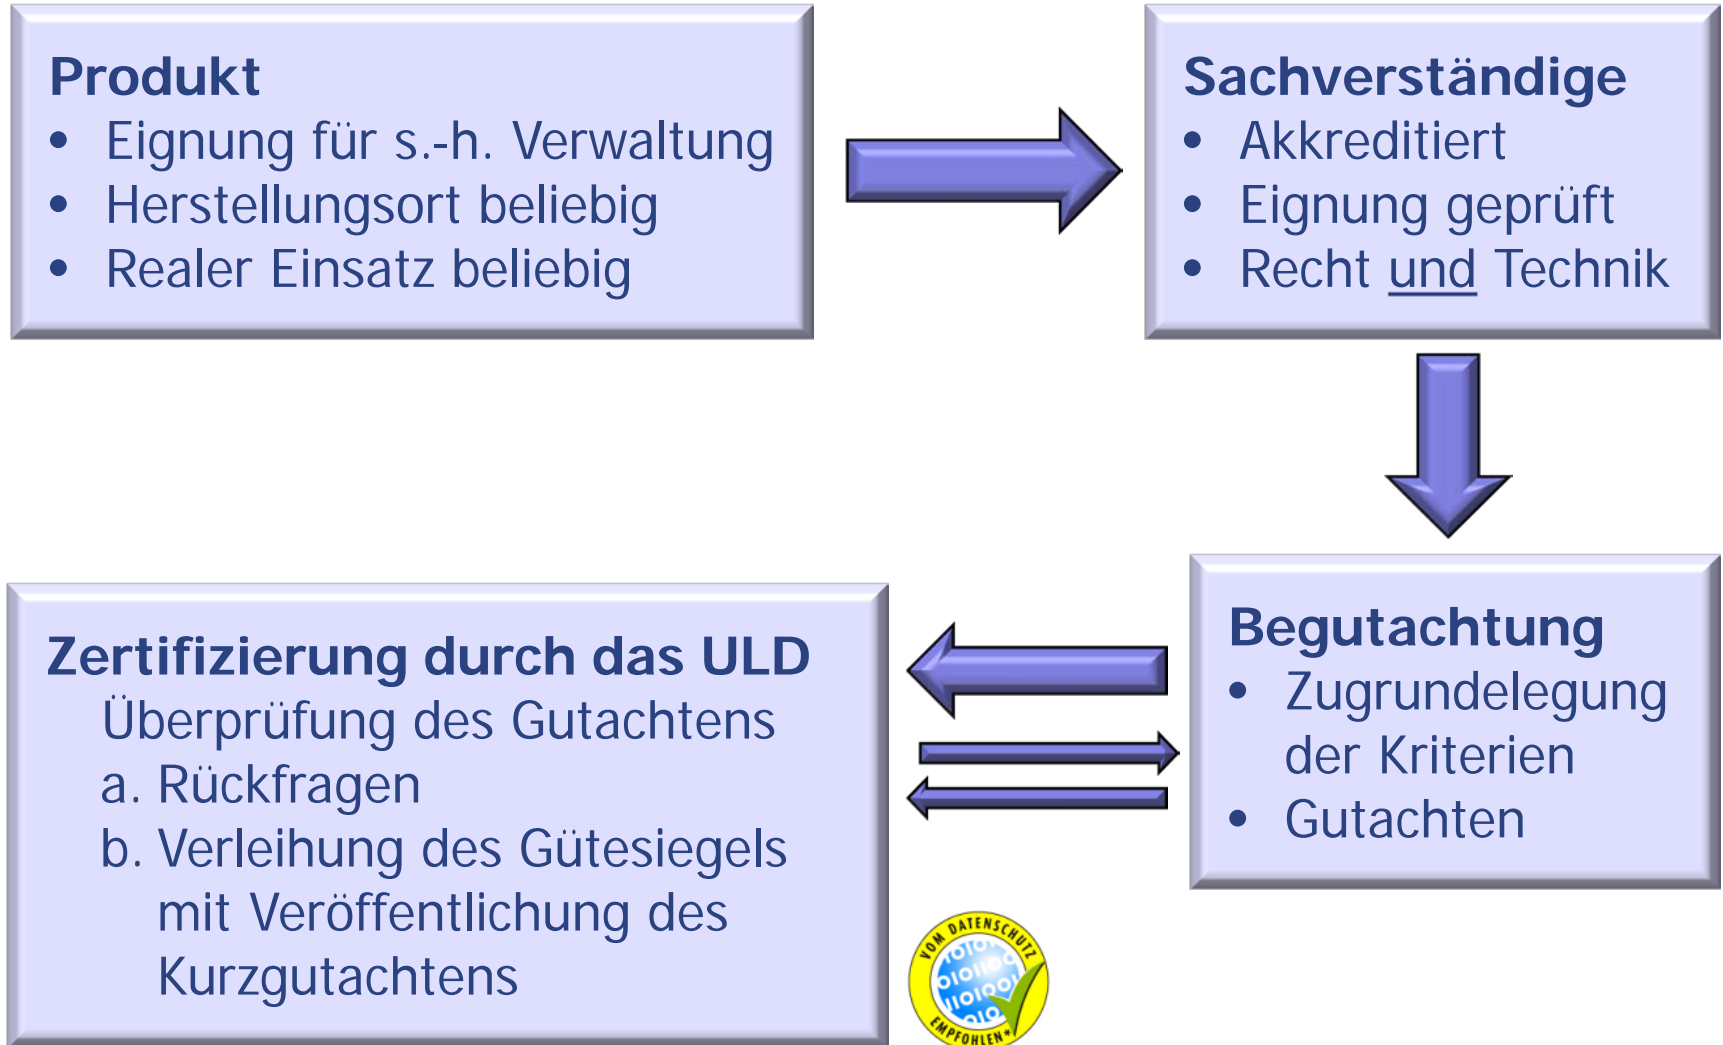 Produkt
• Eignung für s.-h. Verwaltung
• Herstellungsort beliebig
• Realer Einsatz beliebig
Sachverständige
• Akkreditiert
• Eignung geprüft
• Recht und Technik
Begutachtung
• Zugrundelegung
der Kriterien
• Gutachten
Zertifizierung durch das ULD
Überprüfung des Gutachtens
a. Rückfragen
b. Verleihung des Gütesiegels
mit Veröffentlichung des
Kurzgutachtens
VOM DATENSCHUTZ
EMPFOHLEN*